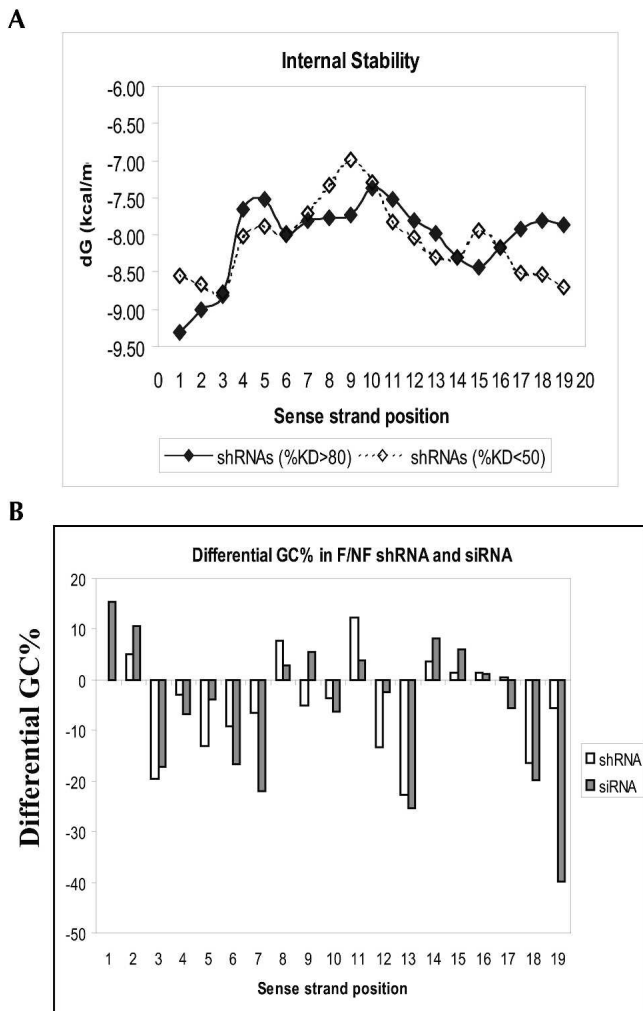 A
Internal Stability
-6.00
-6.50
-7.00
-7.50
-8.00
-8.50
-9.00
-9.50
dG (kcal/m
0 1 2 3 4 5 6 7 8 9 10 11 12 13 14 15 16 17 18 19 20
Sense strand position
shRNAs (%KD>80) shRNAs (%KD<50)
B
Differential GC% in F/NF shRNA and siRNA
20
10
0
-10
-20
-30
-40
-50
Differential GC%
shRNA
siRNA
1 2 3 4 5 6 7 8 9 10 11 12 13 14 15 16 17 18 19
Sense strand position